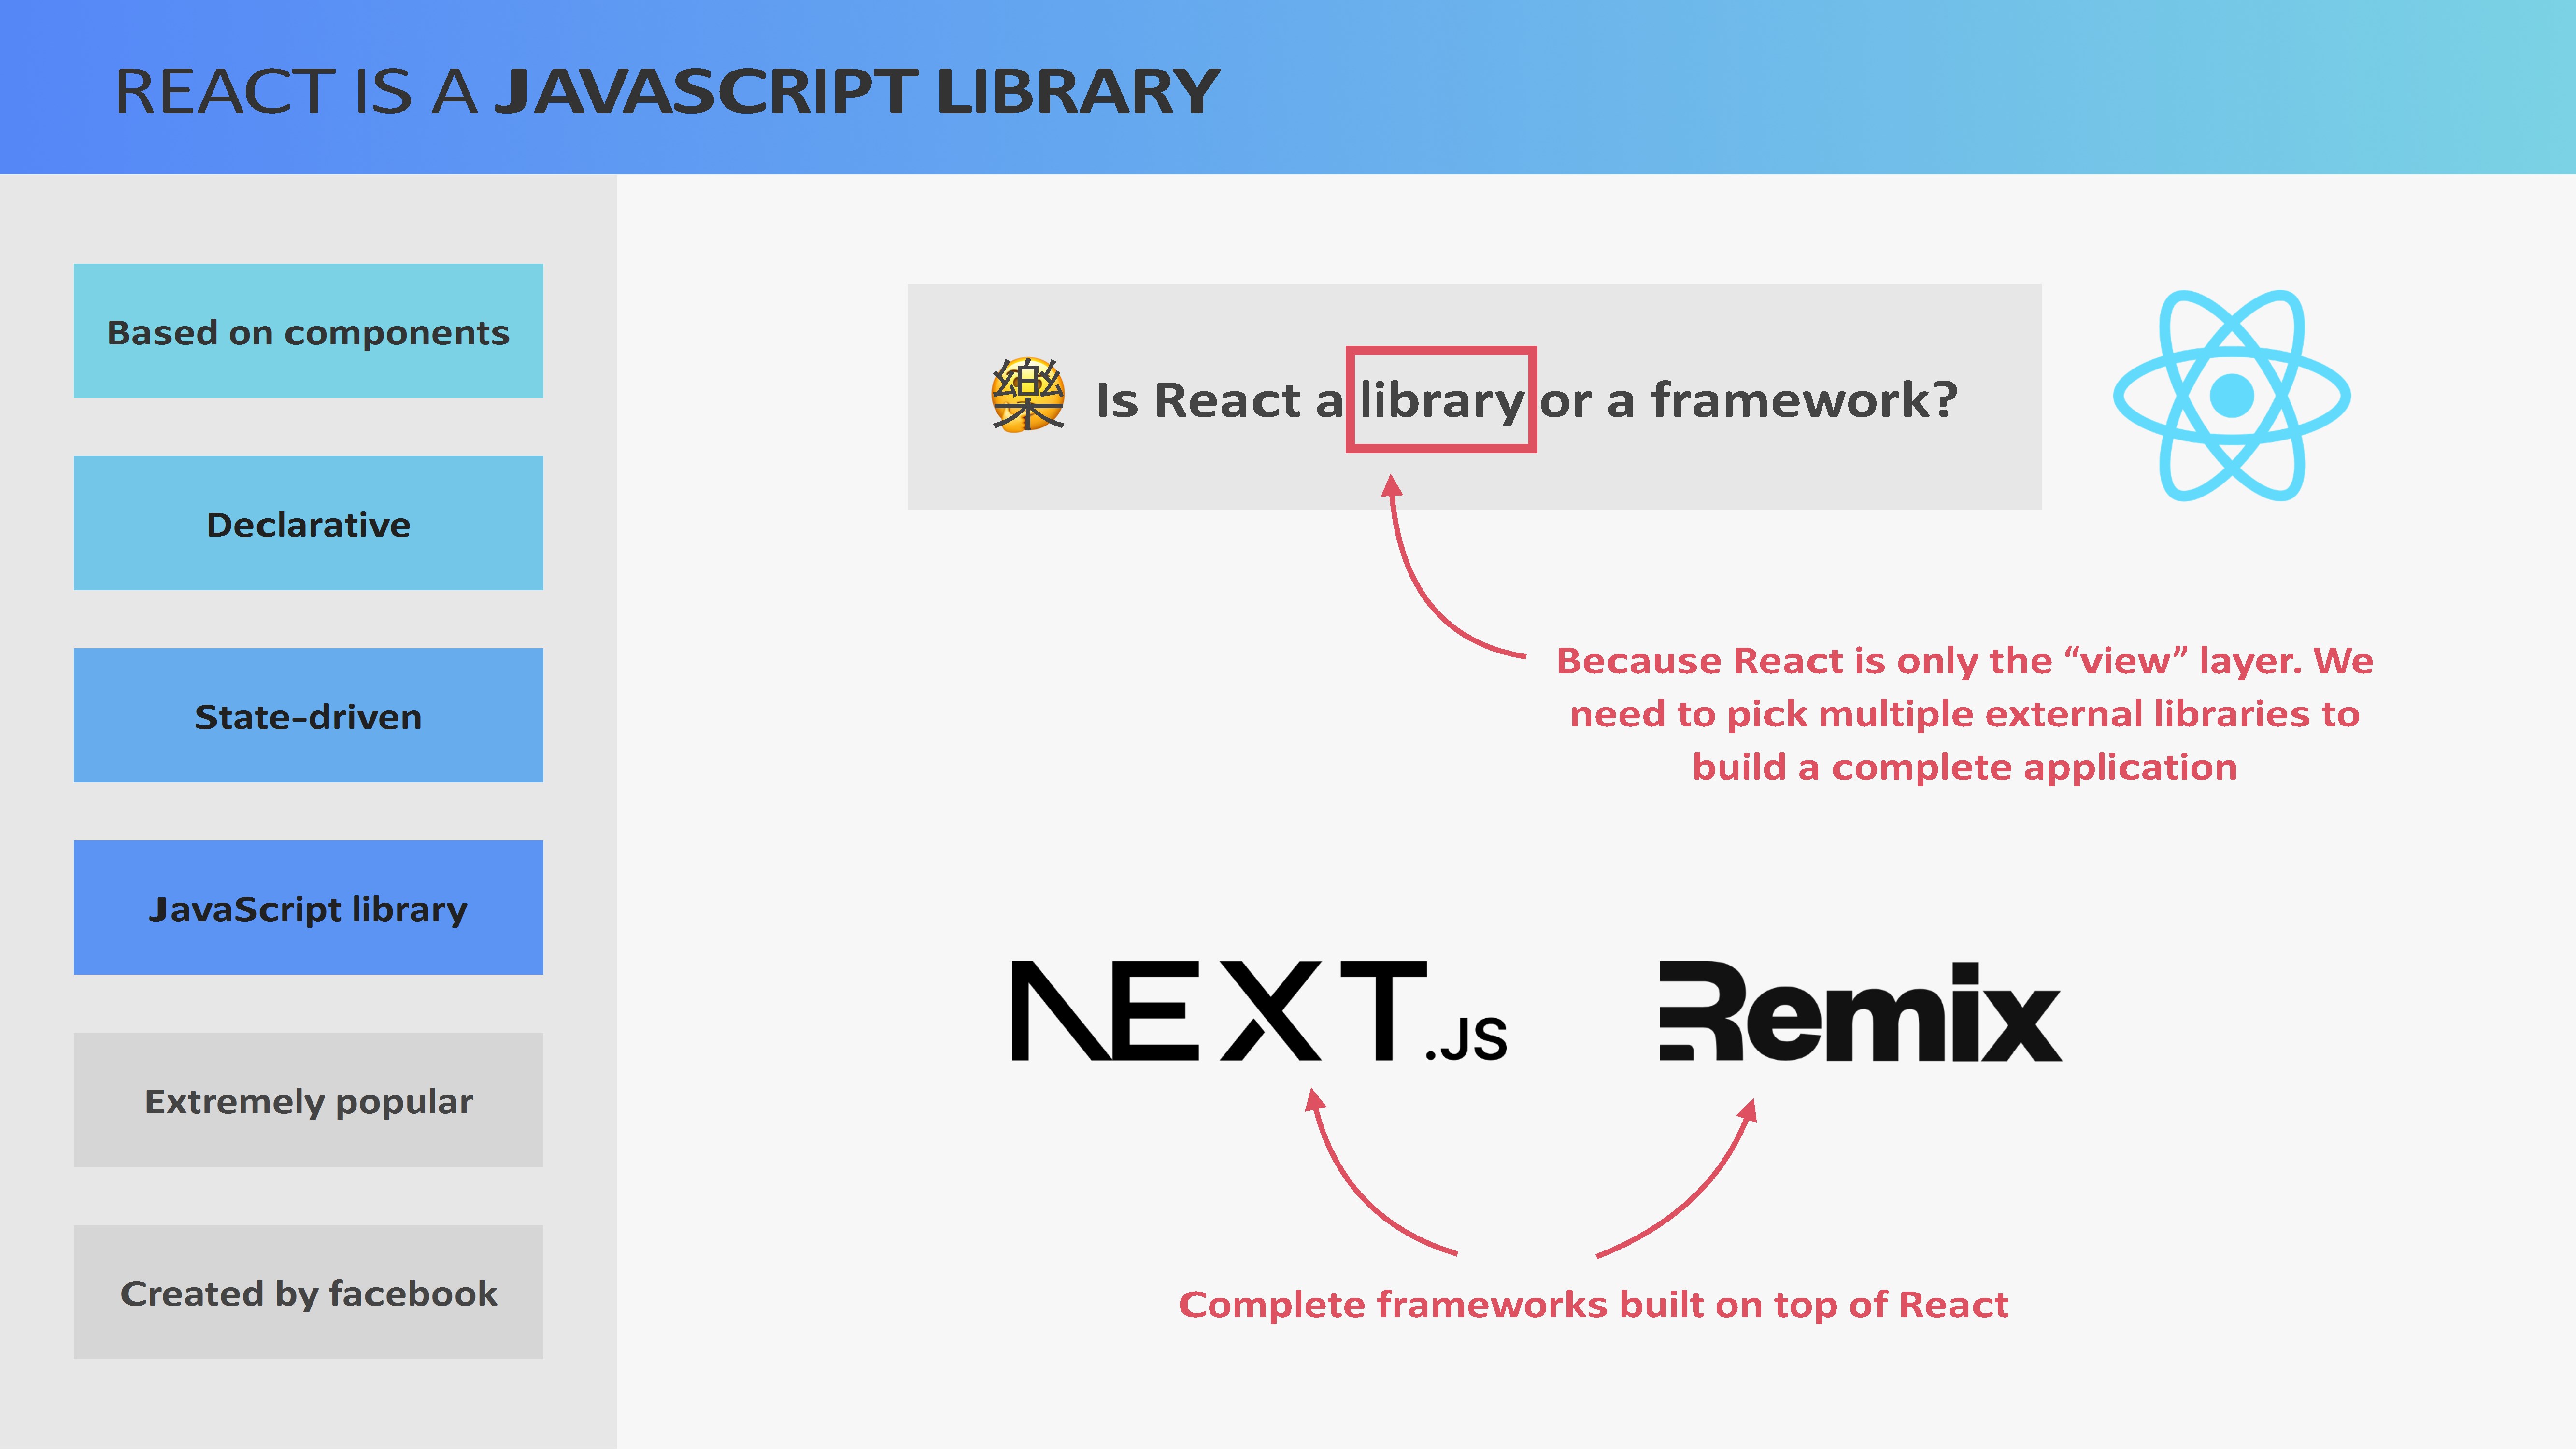 REACT IS A JAVASCRIPT LIBRARY
Based on components
Declarative
State-driven
JavaScript library
Extremely popular
Created by facebook
樂 Is React a library or a framework?
Because React is only the “view” layer. We
need to pick multiple external libraries to
build a complete application
NEXT.JS
Remix
Complete frameworks built on top of React